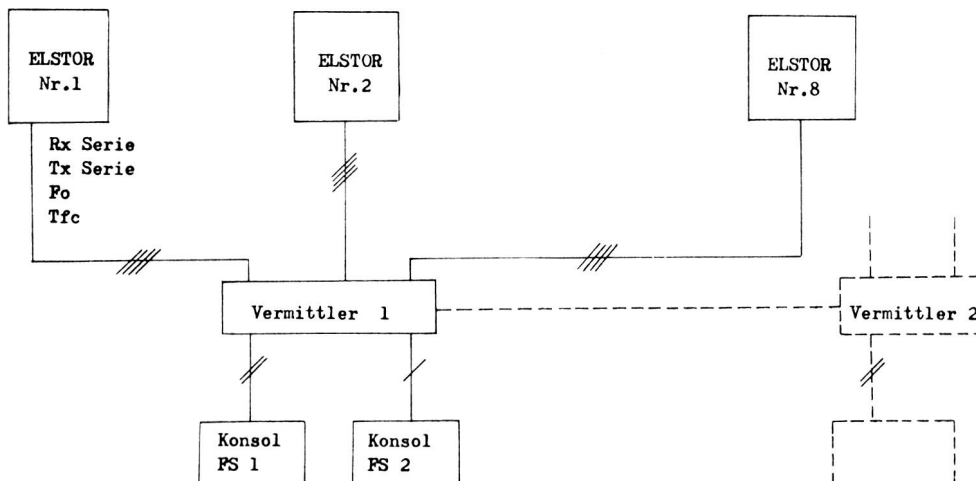 ELSTOR
Nr.1
ELSTOR
Nr.2
ELSTOR
Nr.8
Rx Serie
Tx Serie
Fo
Tfc
Vermittler 1
Vermittler 2
Konsol
FS 1
Konsol
FS 2